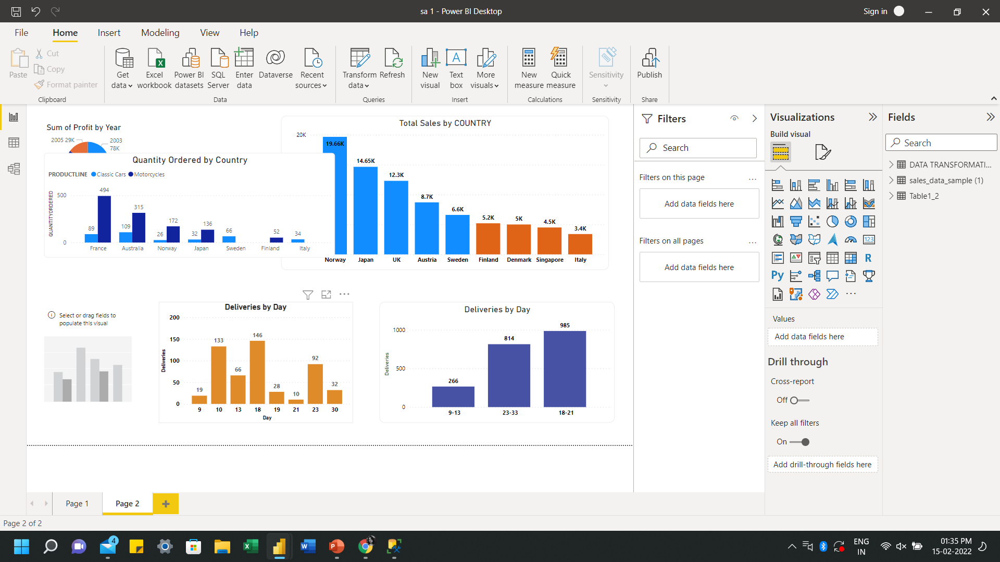 sa 1 - Power BI Desktop
Sign in
File Home Insert Modeling View Help
Paste
Cut
Copy
Format painter
Clipboard
Get data
Excel workbook
Power BI datasets
SQL Server
Enter data
Dataverse
Recent sources
Data
Transform data
Refresh
Queries
New visual
Text box
More visuals
Insert
New measure
Quick measure
Calculations
Sensitivity
Sensitivity
Publish
Share
Sum of Profit by Year
2005 29K
2003
78K
Quantity Ordered by Country
PRODUCTLINE Classic Cars Motorcycles
QUANTITYORDERED
500
0
89 494 109 315 26 172 32 136 66 52 34
France Australia Norway Japan Sweden Finland Italy
Total Sales by COUNTRY
20K
19.66K 14.65K 12.3K 8.7K 6.6K 5.2K 5K 4.5K 3.4K
Norway Japan UK Austria Sweden Finland Denmark Singapore Italy
Select or drag fields to
populate this visual
Deliveries by Day
Deliveries
200
150
100
50
0
19 133 66 146 28 10 92 32
9 10 13 18 19 21 23 30
Day
Deliveries by Day
Deliveries
1000
500
0
266 814 985
9-13 23-33 18-21
Filters
Search
Filters on this page
...
Add data fields here
Filters on all pages
...
Add data fields here
Visualizations
Build visual
123
R
Py
...
Values
Add data fields here
Drill through
Cross-report
Off
Keep all filters
On
Add drill-through fields here
Fields
Search
DATA TRANSFORMATI...
sales_data_sample (1)
Table1_2
Page 1 Page 2 +
Page 2 of 2
4
ENG
IN
01:35 PM
15-02-2022